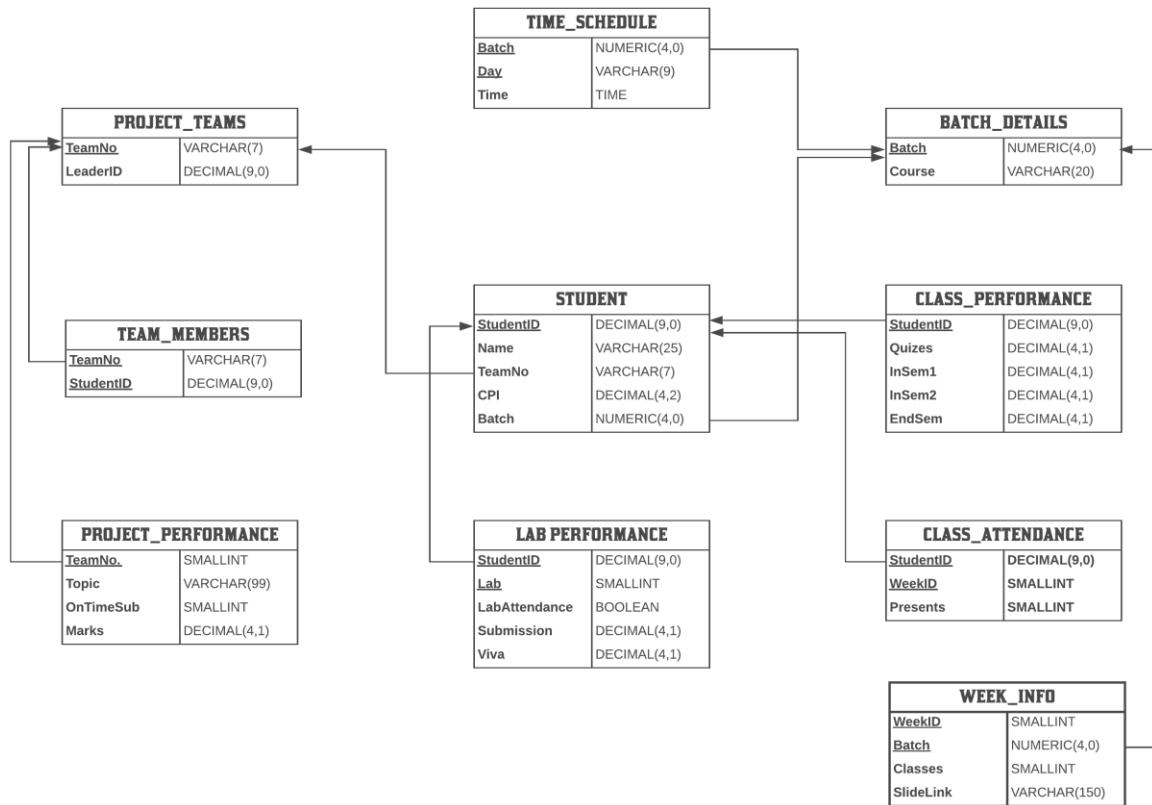 TIME_SCHEDULE
Batch NUMERIC(4,0)
Day VARCHAR(9)
Time TIME
PROJECT_TEAMS
TeamNo VARCHAR(7)
LeaderID DECIMAL(9,0)
BATCH_DETAILS
Batch NUMERIC(4,0)
Course VARCHAR(20)
STUDENT
StudentID DECIMAL(9,0)
Name VARCHAR(25)
TeamNo VARCHAR(7)
CPI DECIMAL(4,2)
Batch NUMERIC(4,0)
CLASS_PERFORMANCE
StudentID DECIMAL(9,0)
Quizes DECIMAL(4,1)
InSem1 DECIMAL(4,1)
InSem2 DECIMAL(4,1)
EndSem DECIMAL(4,1)
TEAM_MEMBERS
TeamNo VARCHAR(7)
StudentID DECIMAL(9,0)
PROJECT_PERFORMANCE
TeamNo. SMALLINT
Topic VARCHAR(99)
OnTimeSub SMALLINT
Marks DECIMAL(4,1)
LAB PERFORMANCE
StudentID DECIMAL(9,0)
Lab SMALLINT
LabAttendance BOOLEAN
Submission DECIMAL(4,1)
Viva DECIMAL(4,1)
CLASS_ATTENDANCE
StudentID DECIMAL(9,0)
WeekID SMALLINT
Presents SMALLINT
WEEK_INFO
WeekID SMALLINT
Batch NUMERIC(4,0)
Classes SMALLINT
SlideLink VARCHAR(150)